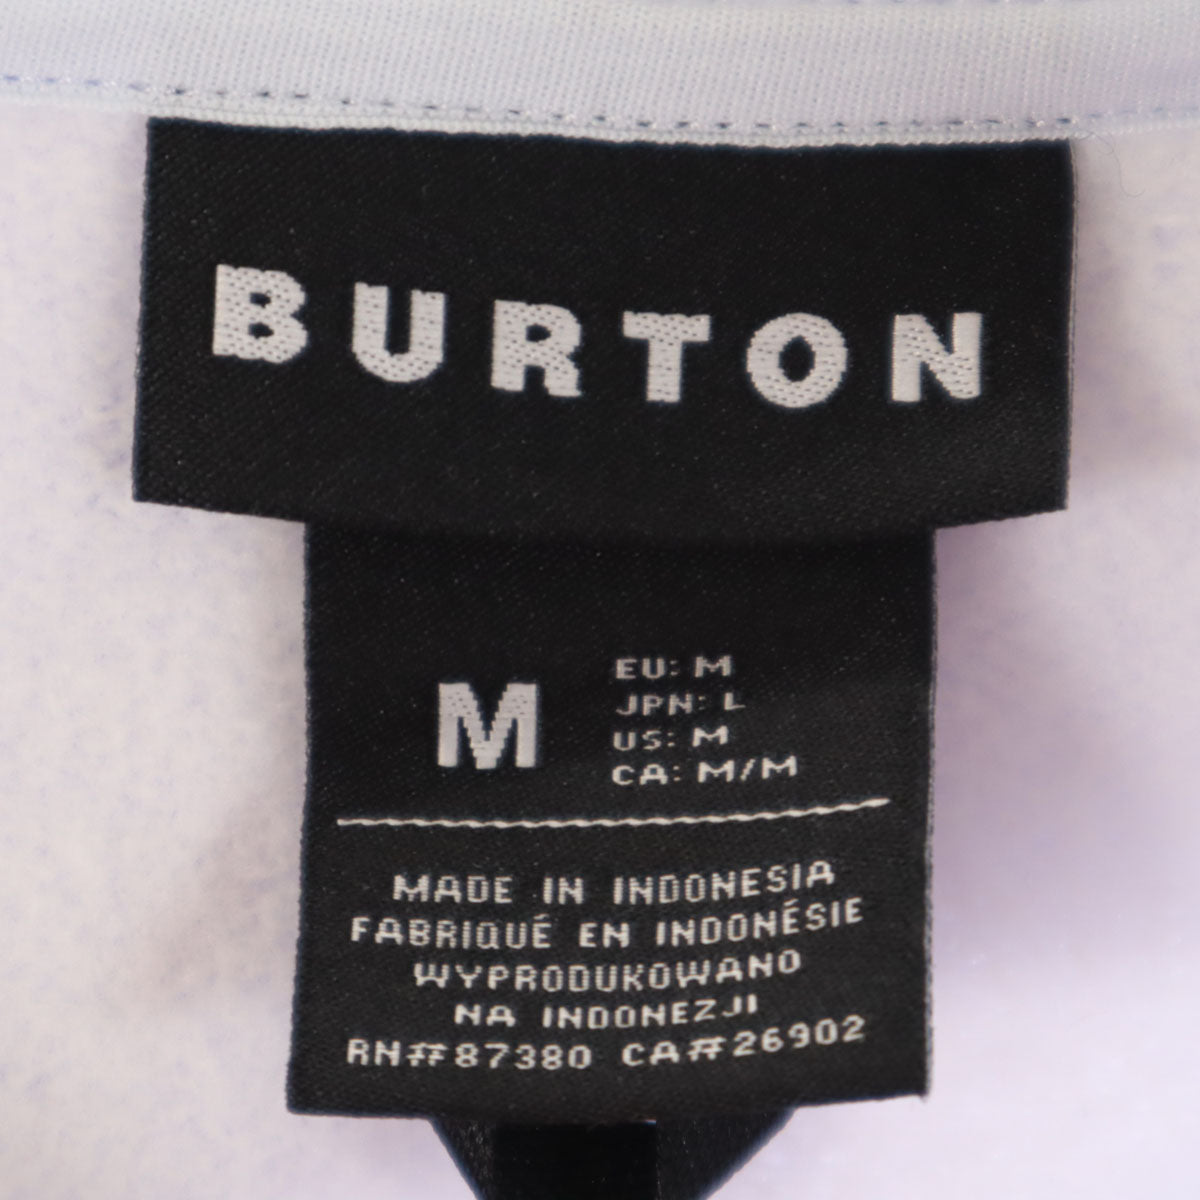 BURTON
M
EU: M
JPN: L
US: M
CA: M/M
MADE IN INDONESIA
FABRIQUÉ EN INDONÉSIE
WYPRODUKOWANO
NA INDONEZJI
RN#87380 CA#26902